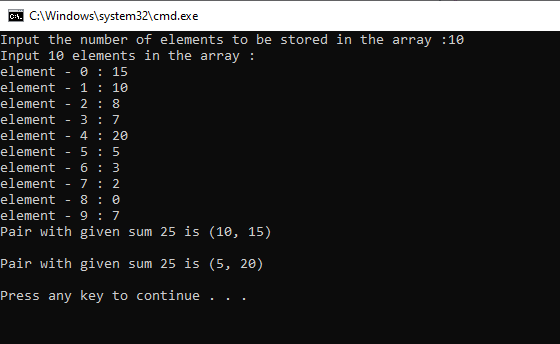 C:\Windows\system32\cmd.exe
Input the number of elements to be stored in the array :10
Input 10 elements in the array :
element - 0 : 15
element - 1 : 10
element - 2 : 8
element - 3 : 7
element - 4 : 20
element - 5 : 5
element - 6 : 3
element - 7 : 2
element - 8 : 0
element - 9 : 7
Pair with given sum 25 is (10, 15)
Pair with given sum 25 is (5, 20)
Press any key to continue . . .